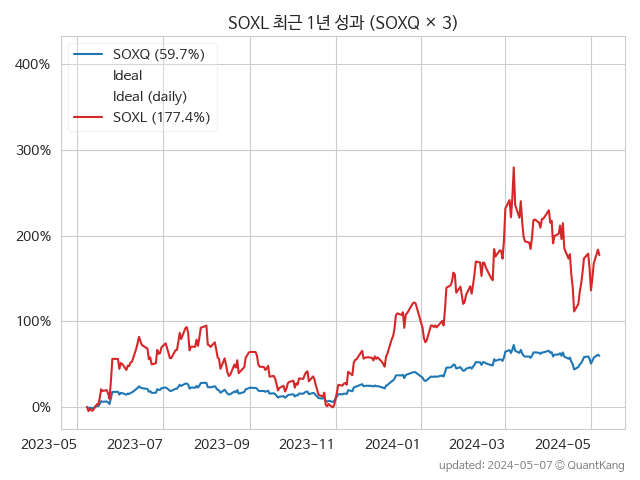 SOXL 최근 1년 성과 (SOXQ × 3)
SOXQ (59.7%)
Ideal
Ideal (daily)
SOXL (177.4%)
400%
300%
200%
100%
0%
2023-05 2023-07 2023-09 2023-11 2024-01 2024-03 2024-05
updated: 2024-05-07 © QuantKang